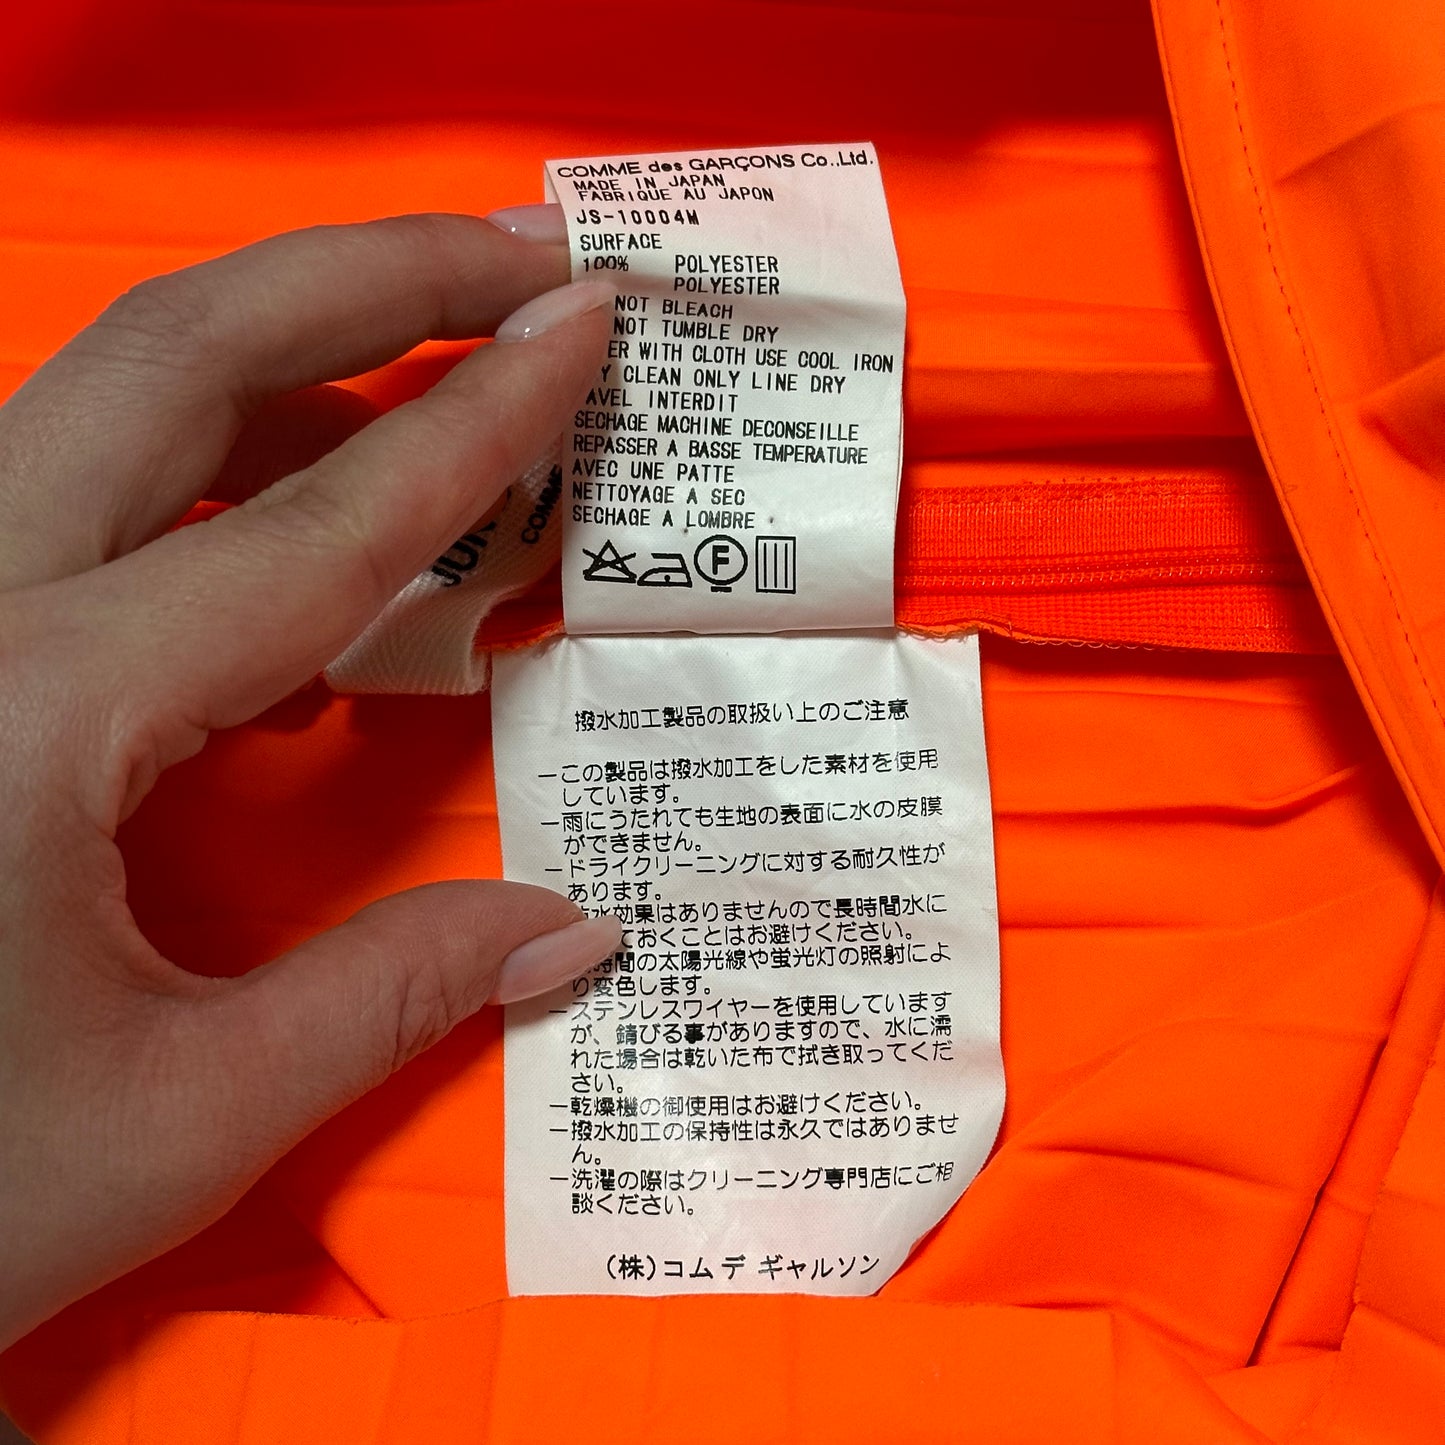 COMME des GARÇONS Co.,Ltd.
MADE IN JAPAN
FABRIQUE AU JAPON
JS-10004M
SURFACE
100% POLYESTER
POLYESTER
NOT BLEACH
NOT TUMBLE DRY
WITH CLOTH USE COOL IRON
CLEAN ONLY LINE DRY
INTERDIT
SECHAGE MACHINE DECONSEILLE
REPASSER A BASSE TEMPERATURE
AVEC UNE PATTE
NETTOYAGE A SEC
SECHAGE A LOMBRE
F
COMME
撥水加工製品の取扱い上のご注意
ーこの製品は撥水加工をした素材を使用
しています。
ー雨にうたれても生地の表面に水の皮膜
ができません。
ードライクリーニングに対する耐久性が
あります。
水効果はありませんので長時間水に
ておくことはお避けください。
時間の太陽光線や蛍光灯の照射によ
り変色します。
ーステンレスワイヤーを使用しています
が、錆びる事がありますので、水に濡
れた場合は乾いた布で拭き取ってくだ
さい。
ー乾燥機の御使用はお避けください。
ー撥水加工の保持性は永久ではありませ
ん。
ー洗濯の際はクリーニング専門店にご相
談ください。
(株)コム デ ギャルソン